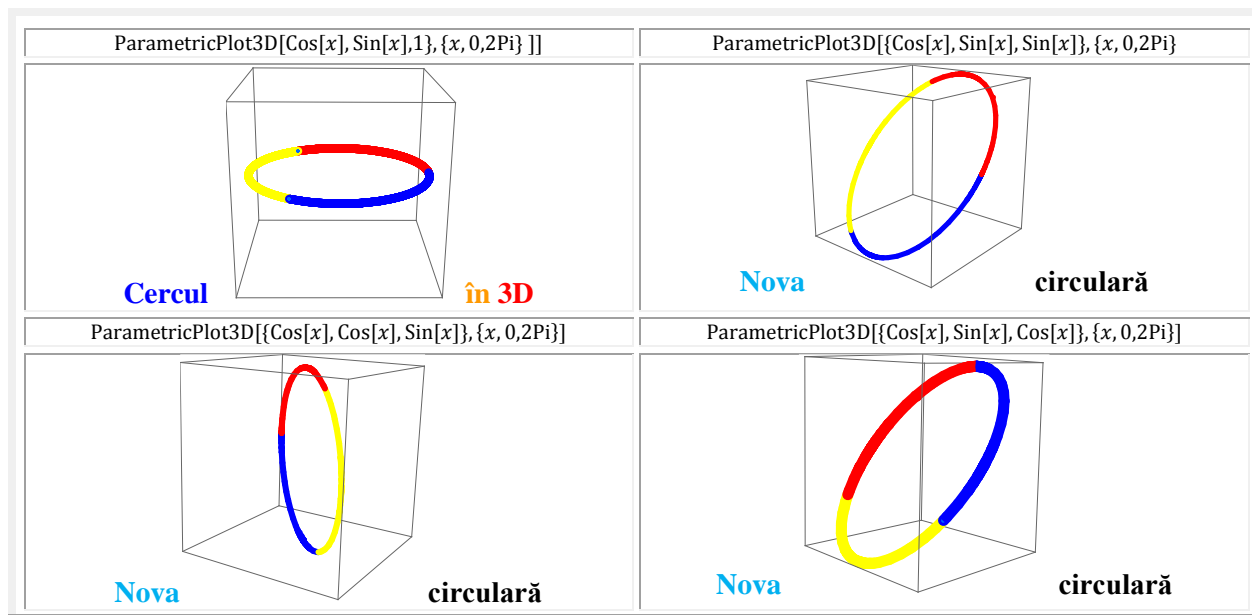 ParametricPlot3D[Cos[x], Sin[x],1},{x, 0,2Pi} ]]
ParametricPlot3D[{Cos[x], Sin[x], Sin[x]},{x, 0,2Pi}
Cercul în 3D
Nova circulară
ParametricPlot3D[{Cos[x], Cos[x], Sin[x]},{x, 0,2Pi}]
ParametricPlot3D[{Cos[x], Sin[x], Cos[x]},{x, 0,2Pi}]
Nova circulară
Nova circulară